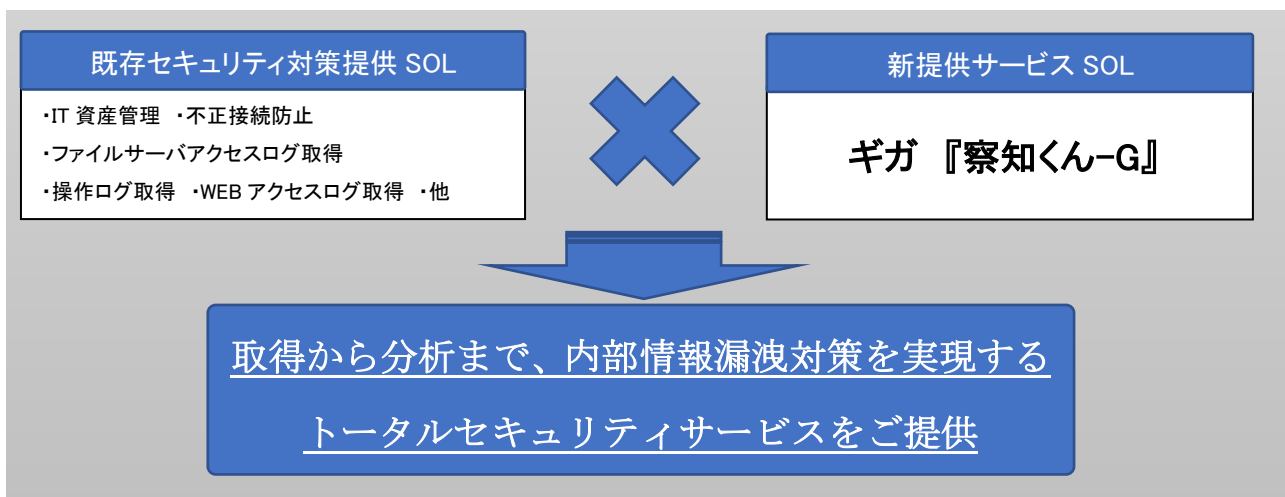 既存セキュリティ対策提供 SOL
・IT 資産管理 ・不正接続防止
・ファイルサーバアクセスログ取得
・操作ログ取得 ・WEB アクセスログ取得 ・他
新提供サービス SOL
ギガ 『察知くん-G』
取得から分析まで、内部情報漏洩対策を実現する
トータルセキュリティサービスをご提供